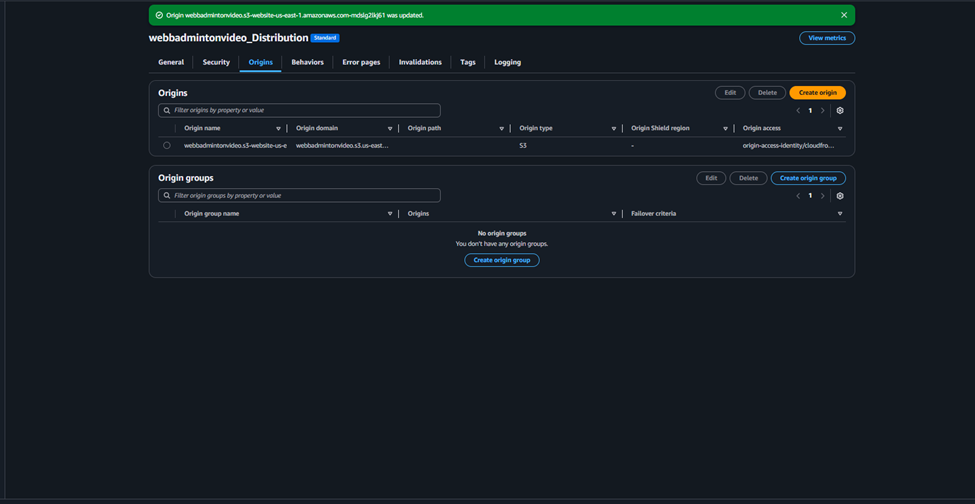 Origin webbadmintonvideo.s3-website-us-east-1.amazonaws.com-mdslg2lkj61 was updated.
webbadmintonvideo_Distribution Standard View metrics
General Security Origins Behaviors Error pages Invalidations Tags Logging
Origins Edit Delete Create origin
Filter origins by property or value 1
Origin name Origin domain Origin path Origin type Origin Shield region Origin access
webbadmintonvideo.s3-website-us-e webbadmintonvideo.s3.us-east... S3 - origin-access-identity/cloudfro...
Origin groups Edit Delete Create origin group
Filter origin groups by property or value 1
Origin group name Origins Failover criteria
No origin groups
You don't have any origin groups.
Create origin group